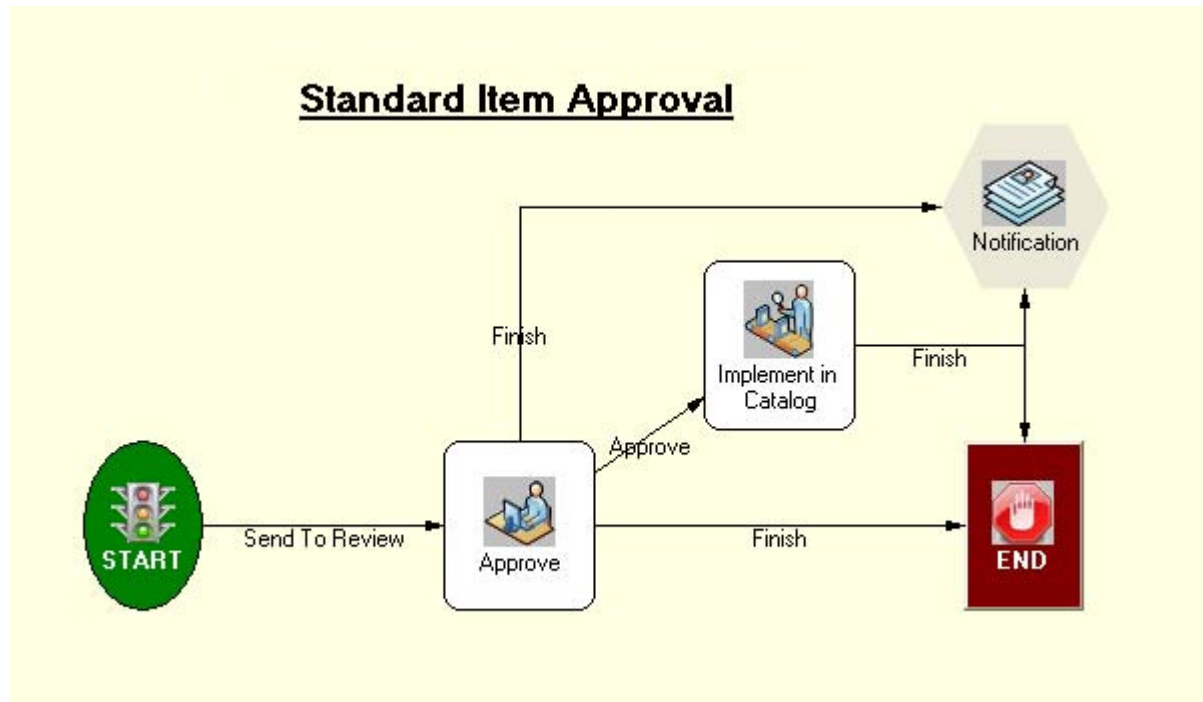 Standard Item Approval
Notification
Finish
Implement in
Catalog
Finish
Approve
START
Send To Review
Approve
Finish
END